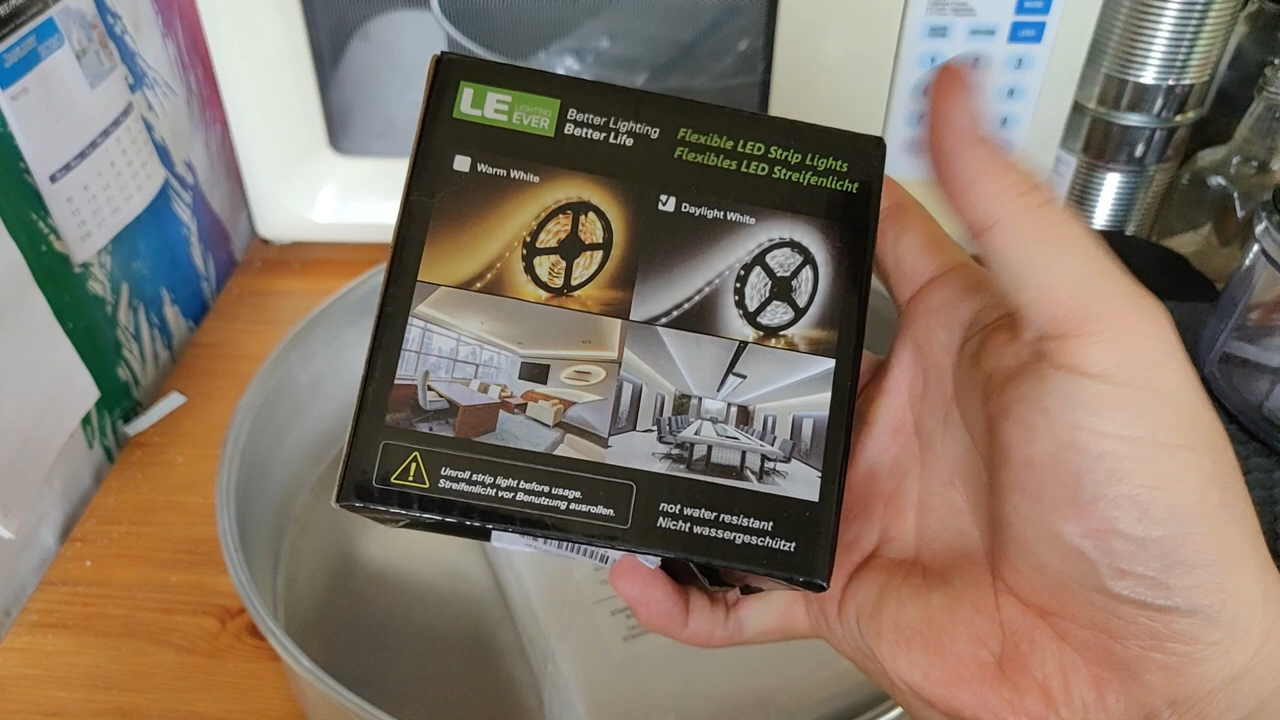 LE LIGHTING EVER
Better Lighting
Better Life
Flexible LED Strip Lights
Flexibles LED Streifenlicht
Warm White
Daylight White
Unroll strip light before usage.
Streifenlicht vor Benutzung ausrollen.
not water resistant
Nicht wassergeschützt